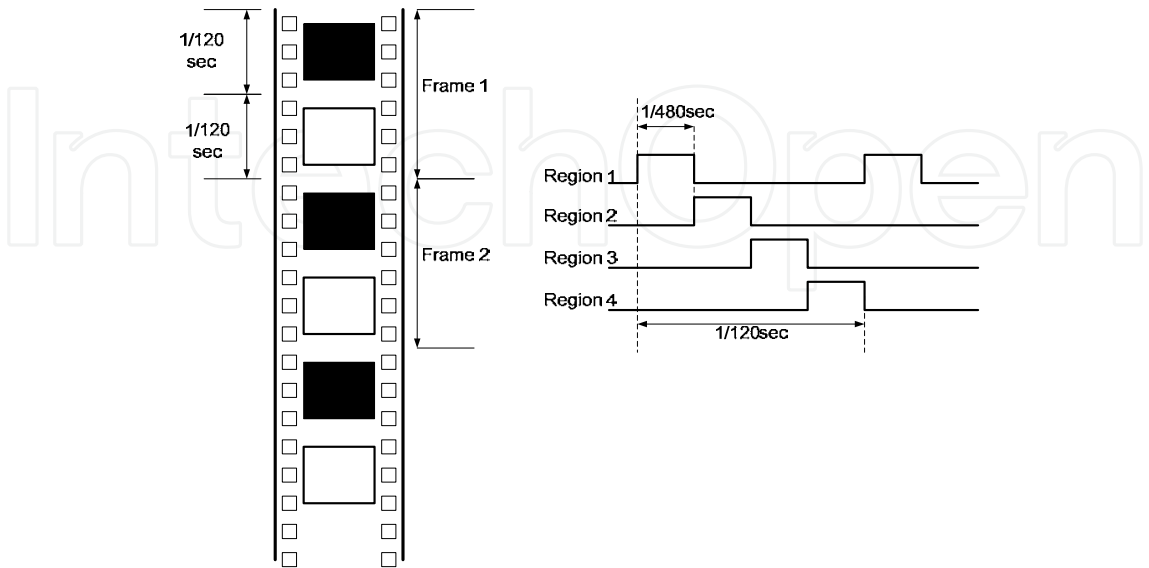 1/120
sec
1/120
sec
Frame 1
Frame 2
IntechOpen
1/480sec
Region 1
Region 2
Region 3
Region 4
1/120sec